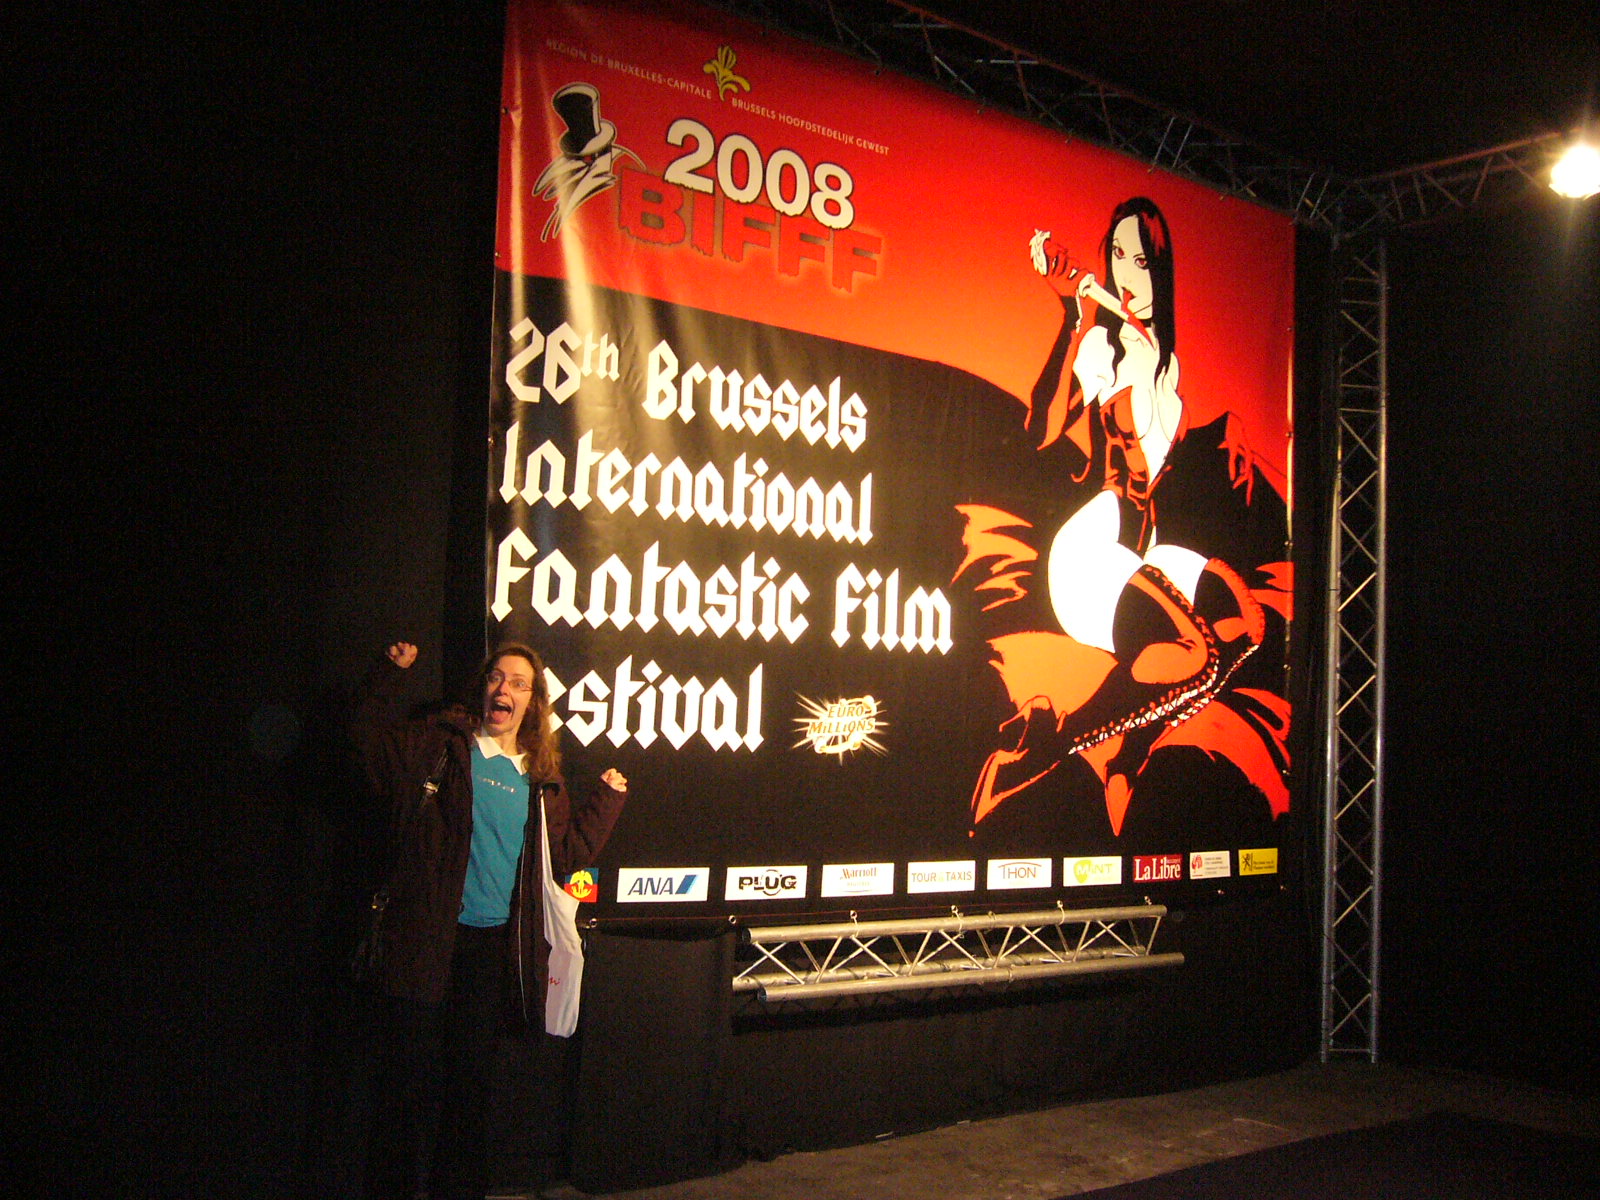 REGION DE BRUXELLES-CAPITALE
BRUSSELS HOOFDSTEDELIJK GEWEST
2008
BIFFF
26th Brussels
International
Fantastic Film
estival
EURO
MiLLiONS
ANA
PLUG
Marriott
TOUR & TAXIS
THON
MINT
La Libre